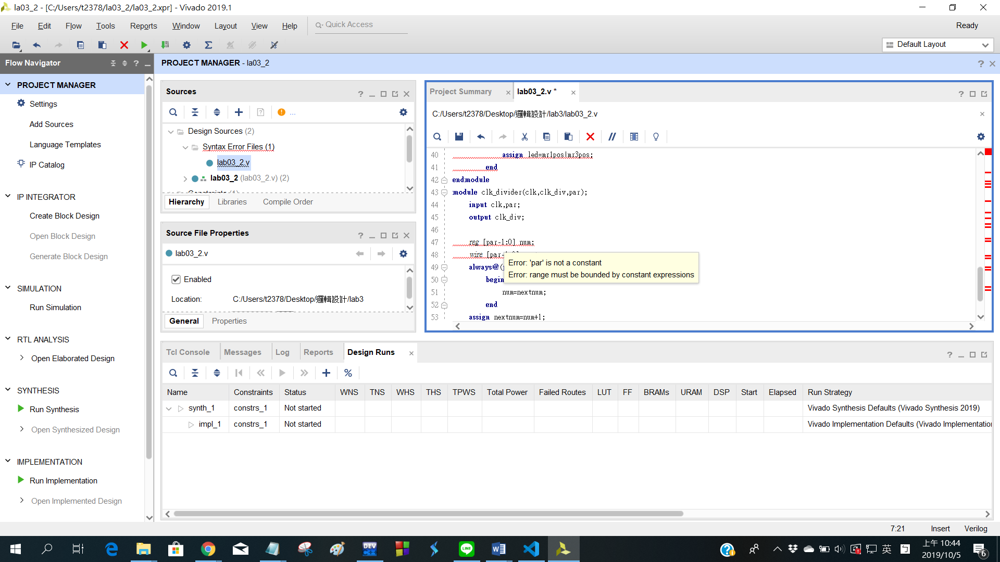 la03_2 - [C:/Users/t2378/la03_2/la03_2.xpr] - Vivado 2019.1
File Edit Flow Tools Reports Window Layout View Help Quick Access Ready
Default Layout
Flow Navigator
PROJECT MANAGER
Settings
Add Sources
Language Templates
IP Catalog
IP INTEGRATOR
Create Block Design
Open Block Design
Generate Block Design
SIMULATION
Run Simulation
RTL ANALYSIS
Open Elaborated Design
SYNTHESIS
Run Synthesis
Open Synthesized Design
IMPLEMENTATION
Run Implementation
Open Implemented Design
PROJECT MANAGER - la03_2
Sources
...
Design Sources (2)
Syntax Error Files (1)
lab03_2.v
lab03_2 (lab03_2.v) (2)
Hierarchy Libraries Compile Order
Source File Properties
lab03_2.v
Enabled
Location: C:/Users/t2378/Desktop/邏輯設計/lab3
General Properties
Project Summary lab03_2.v *
C:/Users/t2378/Desktop/邏輯設計/lab3/lab03_2.v
40 assign led=mr1pos|mr3pos;
41 end
42 endmodule
43 module clk_divider(clk,clk_div,par);
44 input clk,par;
45 output clk_div;
46
47 reg [par-1:0] num;
48 wire [par-
49 always@(
50 begin
51 num=nextnum;
52 end
53 assign nextnum=num+1;
Error: 'par' is not a constant
Error: range must be bounded by constant expressions
Tcl Console Messages Log Reports Design Runs
Name Constraints Status WNS TNS WHS THS TPWS Total Power Failed Routes LUT FF BRAMs URAM DSP Start Elapsed Run Strategy
synth_1 constrs_1 Not started Vivado Synthesis Defaults (Vivado Synthesis 2019)
impl_1 constrs_1 Not started Vivado Implementation Defaults (Vivado Implementation
7:21 Insert Verilog
DEV
C++
LINE
英
上午 10:44
2019/10/5
6